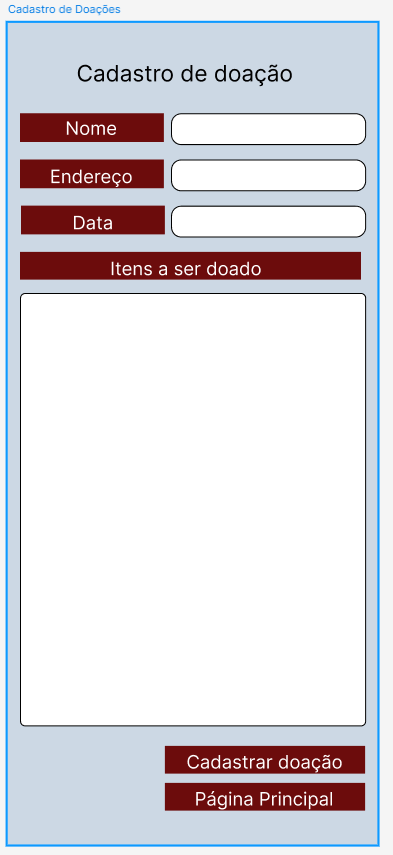 Cadastro de Doações
Cadastro de doação
Nome
Endereço
Data
Itens a ser doado
Cadastrar doação
Página Principal